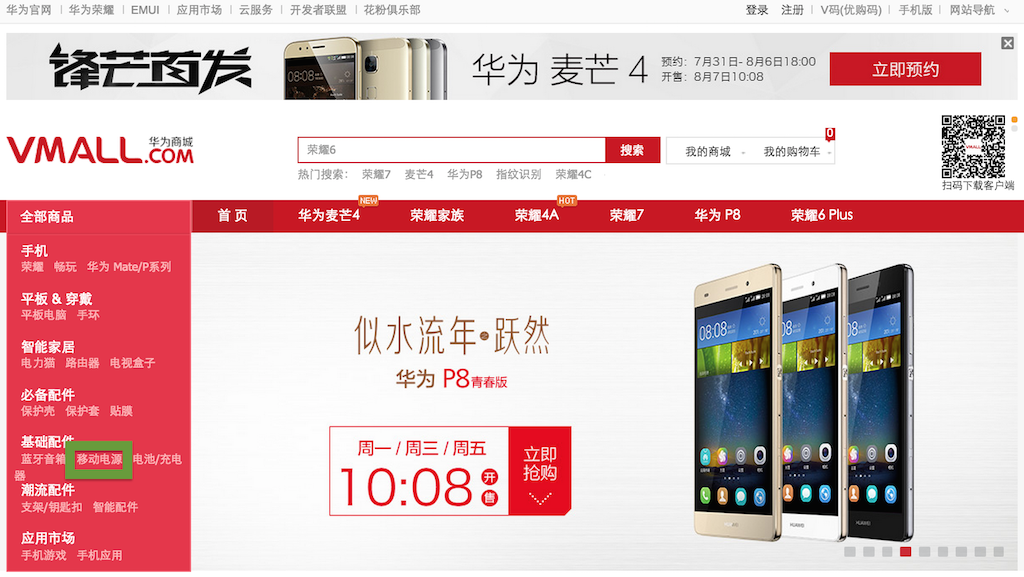 华为官网 | 华为荣耀 | EMUI | 应用市场 | 云服务 | 开发者联盟 | 花粉俱乐部 登录 注册 | V码(优购码) | 手机版 | 网站导航
锋芒首发 华为 麦芒 4 预约：7月31日- 8月6日18:00 立即预约
开售：8月7日10:08
VMALL.COM 华为商城
荣耀6 搜索 我的商城 我的购物车 0
热门搜索： 荣耀7 麦芒4 华为P8 指纹识别 荣耀4C
扫码下载客户端
NEW HOT
全部商品 首 页 华为麦芒4 荣耀家族 荣耀4A 荣耀7 华为 P8 荣耀6 Plus
手机
荣耀 畅玩 华为 Mate/P系列
平板 & 穿戴
平板电脑 手环
智能家居
电力猫 路由器 电视盒子
必备配件
保护壳 保护套 贴膜
基础配件
蓝牙音箱 移动电源 电池/充电
器
潮流配件
支架/钥匙扣 智能配件
应用市场
手机游戏 手机应用
似水流年·跃然
华为 P8青春版
周一 / 周三 / 周五
10:08 开售
立即
抢购
08:08 08:08 08:08
HUAWEI HUAWEI HUAWEI